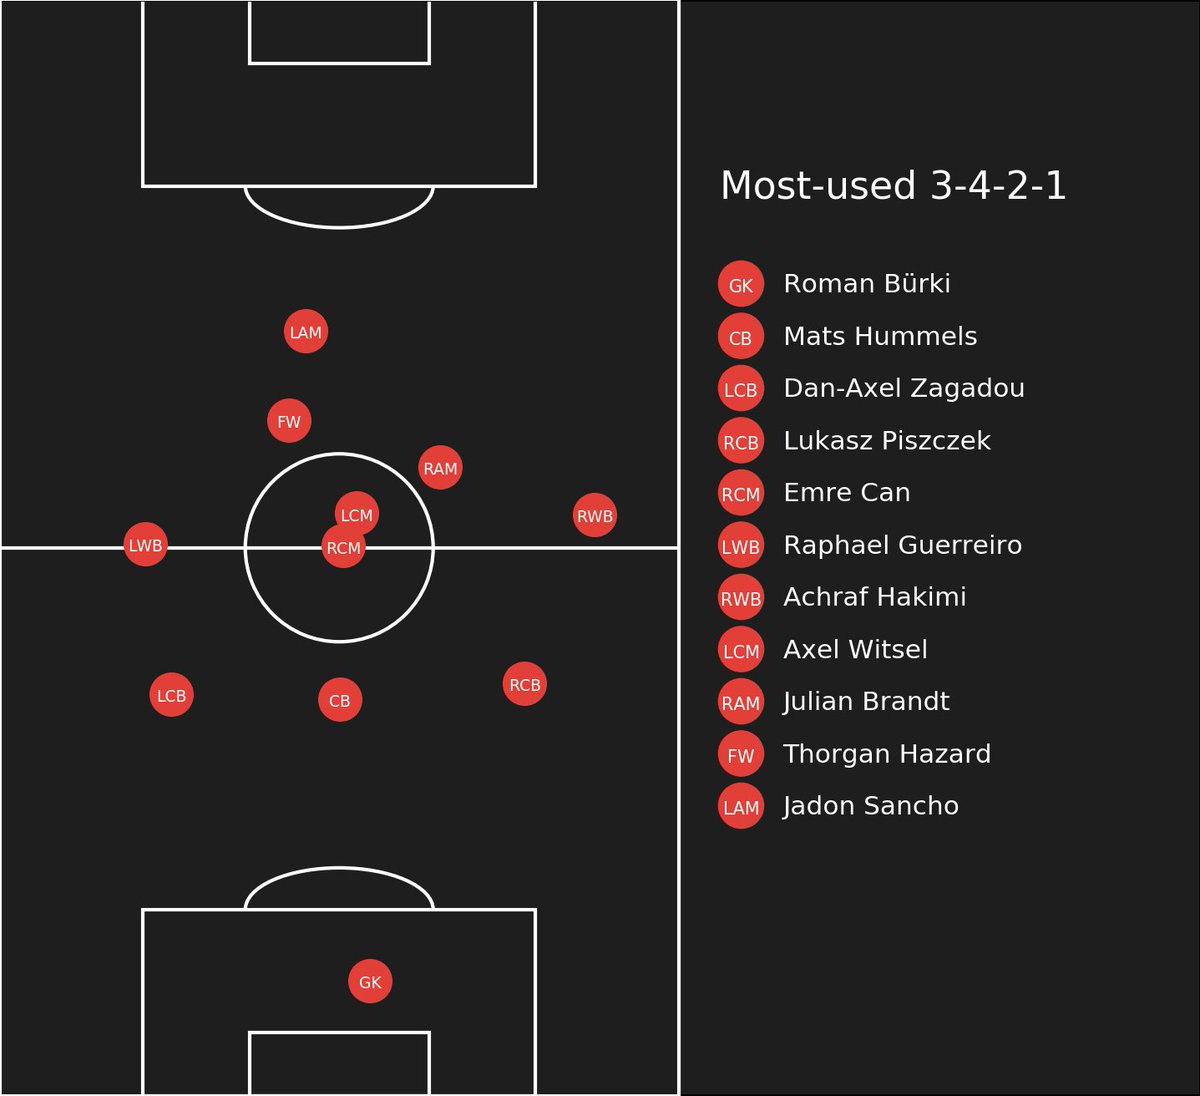 LAM
FW
RAM
LCM
RWB
LWB
RCM
LCB
CB
RCB
GK
Most-used 3-4-2-1
GK Roman Bürki
CB Mats Hummels
LCB Dan-Axel Zagadou
RCB Lukasz Piszczek
RCM Emre Can
LWB Raphael Guerreiro
RWB Achraf Hakimi
LCM Axel Witsel
RAM Julian Brandt
FW Thorgan Hazard
LAM Jadon Sancho